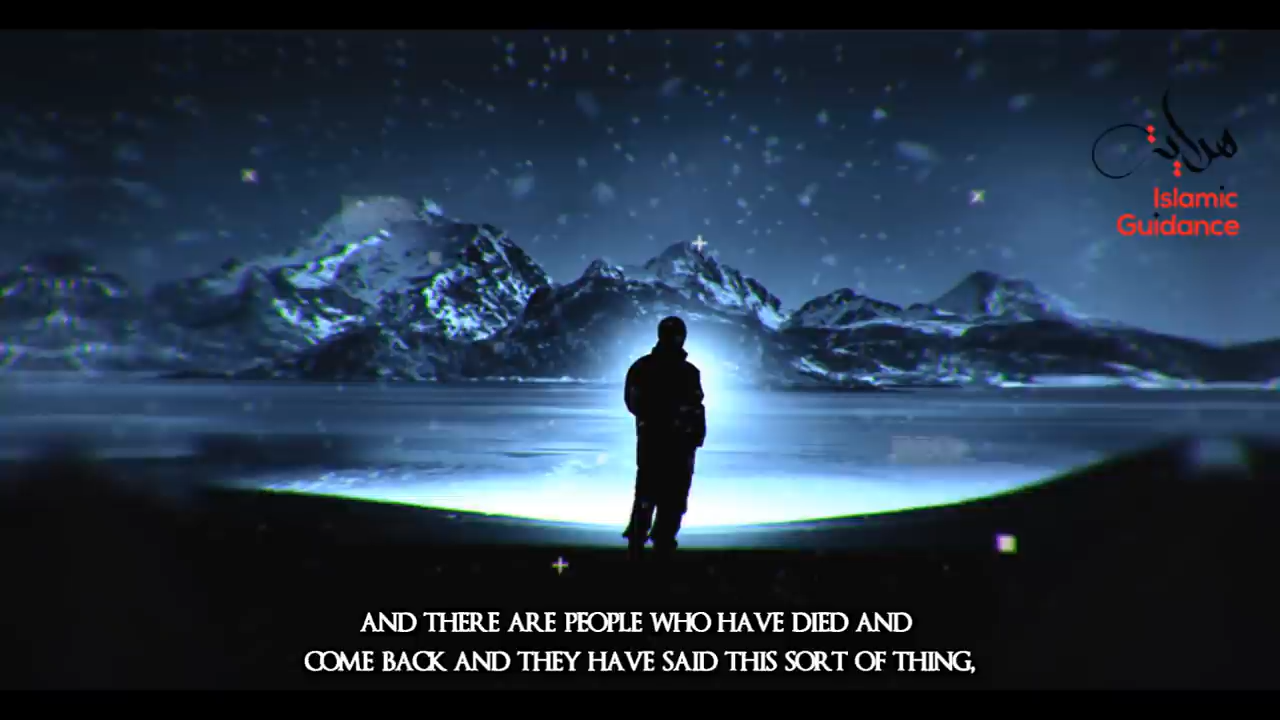 هداية
Islamic
Guidance
AND THERE ARE PEOPLE WHO HAVE DIED AND
COME BACK AND THEY HAVE SAID THIS SORT OF THING,